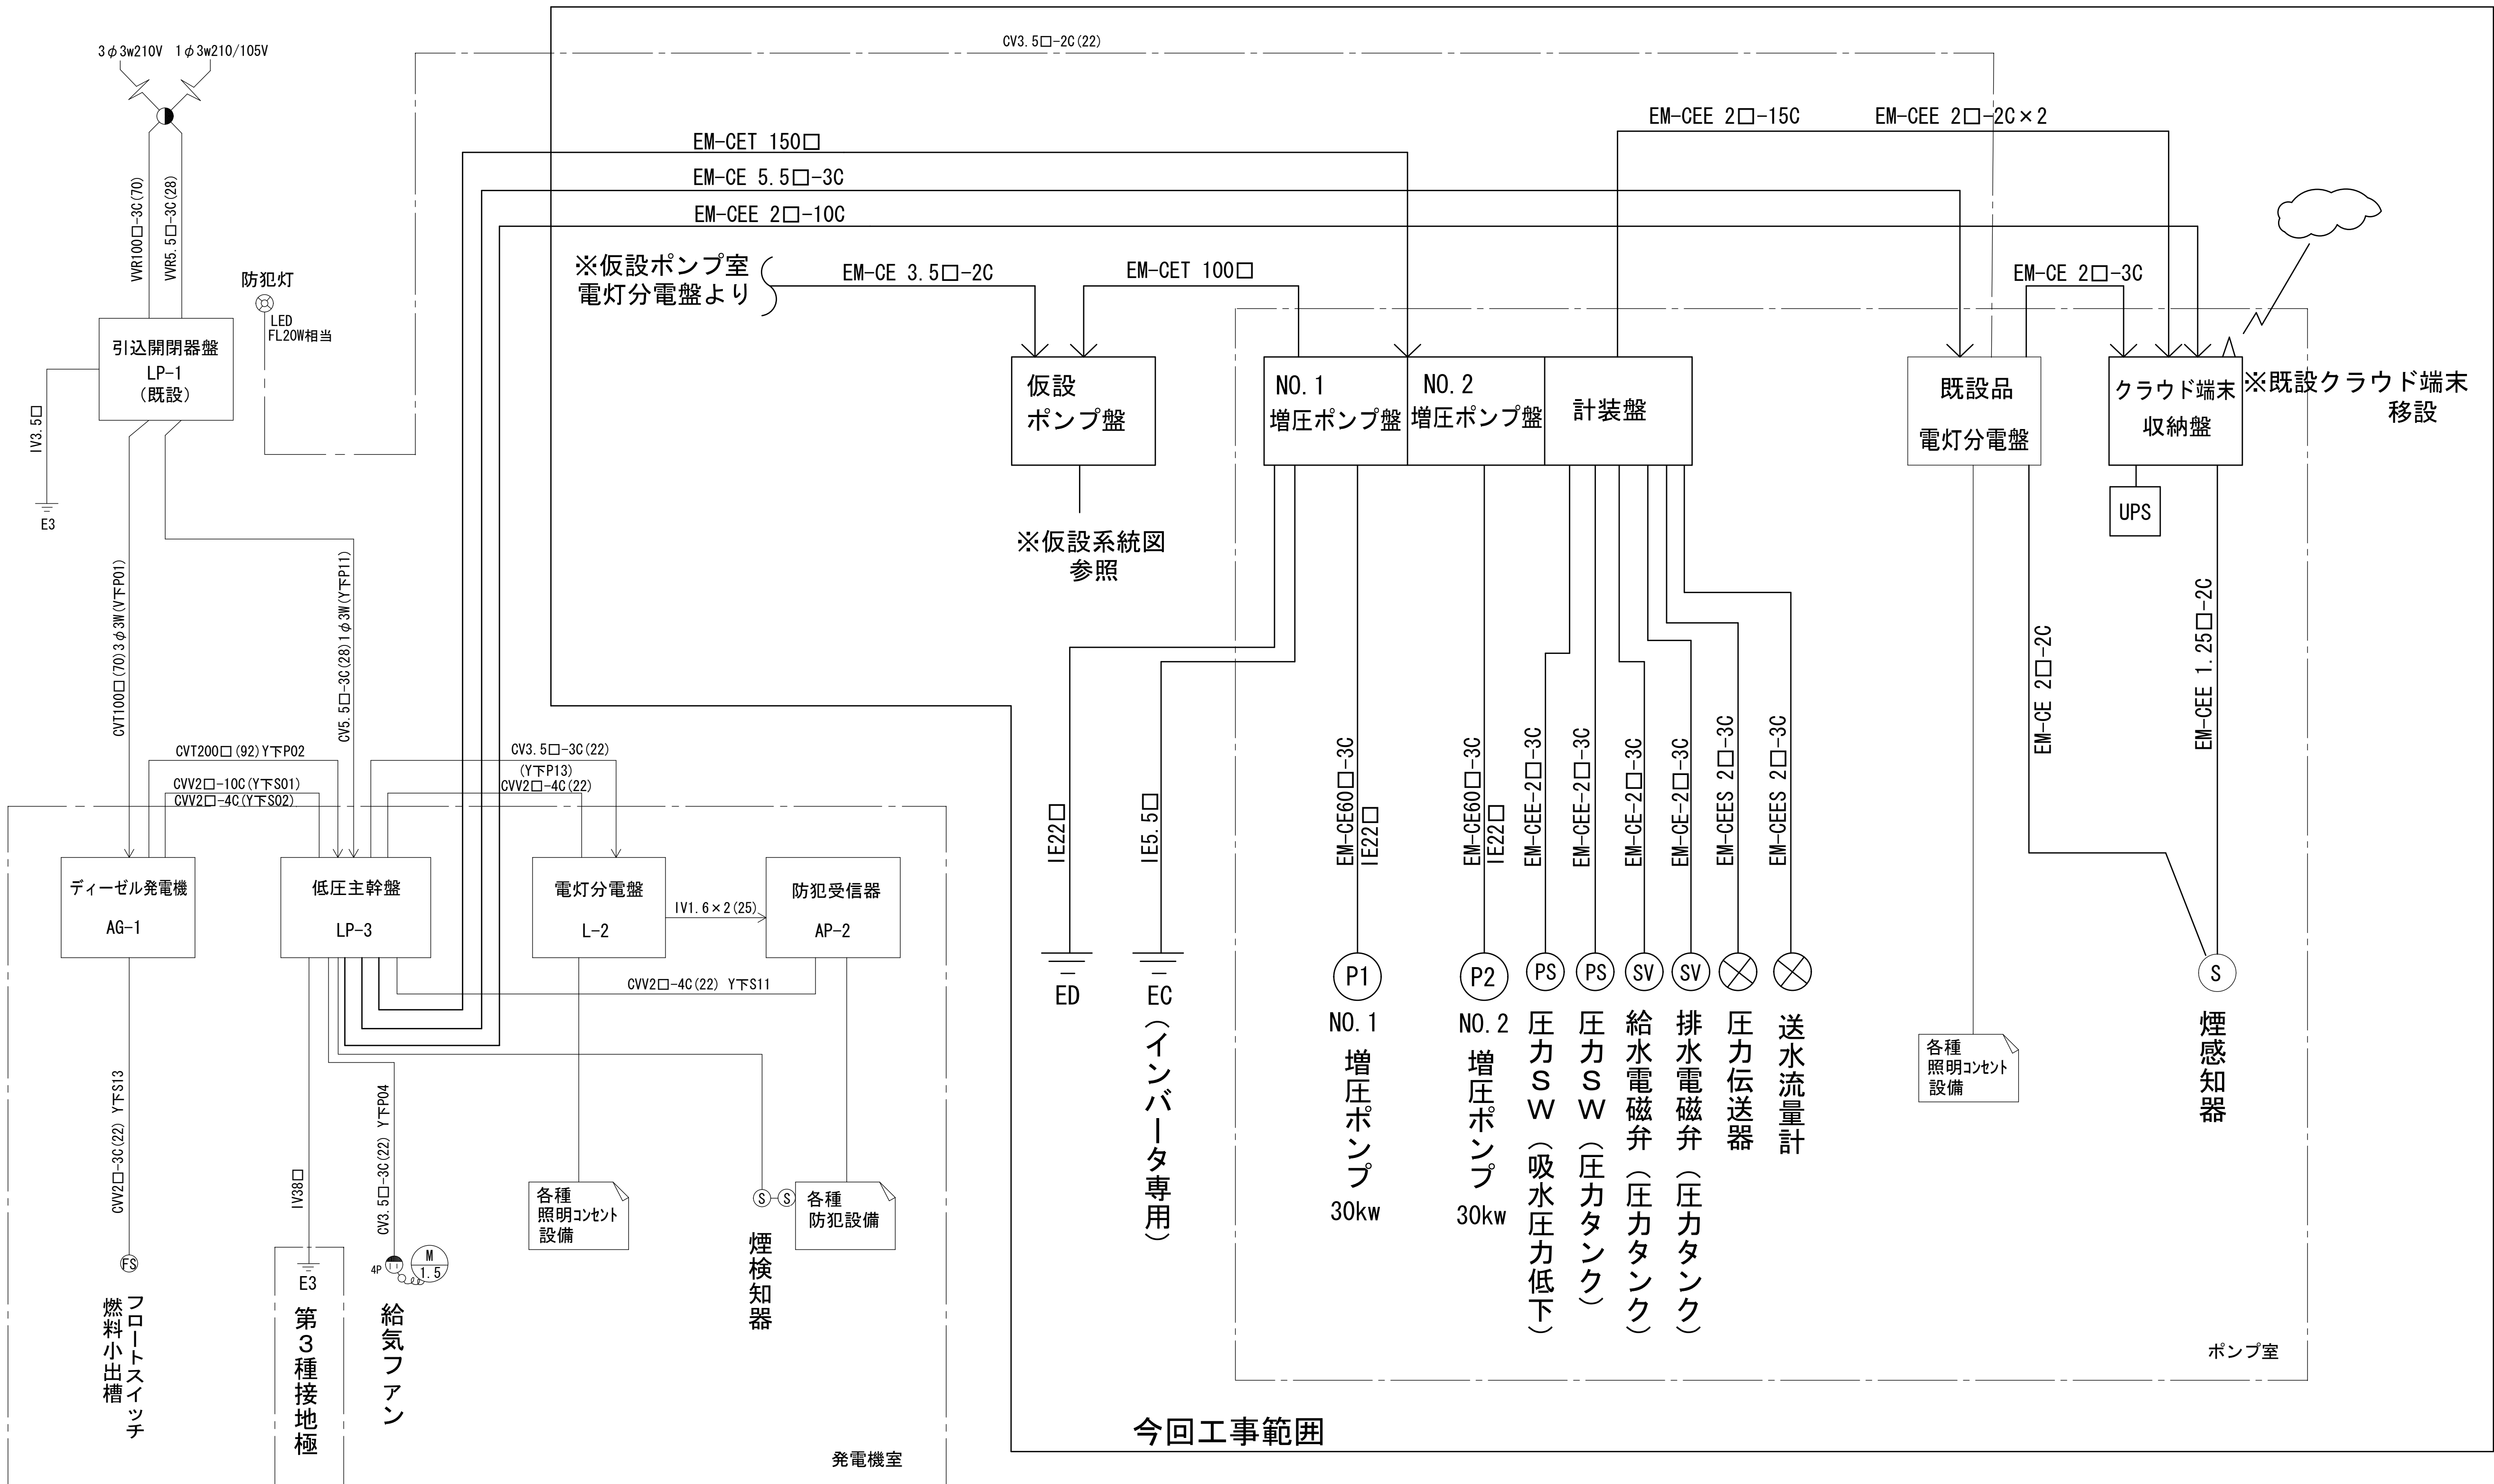 3φ3w210V
1φ3w210/105V
CV3.5□-2C(22)
VVR100□-3C(70)
VVR5.5□-3C(28)
防犯灯
LED
FL20W相当
引込開閉器盤
LP-1
(既設)
IV3.5□
E3
CVT100□(70)3φ3W(V下P01)
CV5.5□-3C(28)1φ3W(Y下P11)
EM-CET 150□
EM-CE 5.5□-3C
EM-CEE 2□-10C
EM-CEE 2□-15C
EM-CEE 2□-2C×2
※仮設ポンプ室
電灯分電盤より
EM-CE 3.5□-2C
EM-CET 100□
EM-CE 2□-3C
仮設
ポンプ盤
NO.1
増圧ポンプ盤
NO.2
増圧ポンプ盤
計装盤
既設品
電灯分電盤
クラウド端末
収納盤
※既設クラウド端末
移設
UPS
※仮設系統図
参照
EM-CE 2□-2C
EM-CEE 1.25□-2C
CVT200□(92)Y下P02
CVV2□-10C(Y下S01)
CVV2□-4C(Y下S02)
CV3.5□-3C(22)
(Y下P13)
CVV2□-4C(22)
ディーゼル発電機
AG-1
低圧主幹盤
LP-3
電灯分電盤
L-2
IV1.6×2(25)
防犯受信器
AP-2
CVV2□-4C(22) Y下S11
IE22□
IE5.5□
EM-CE60□-3C
IE22□
EM-CE60□-3C
IE22□
EM-CEE-2□-3C
EM-CEE-2□-3C
EM-CE-2□-3C
EM-CE-2□-3C
EM-CEES 2□-3C
EM-CEES 2□-3C
ED
EC
(インバータ専用)
P1
NO.1
増圧ポンプ
30kw
P2
NO.2
増圧ポンプ
30kw
PS
圧力SW(吸水圧力低下)
PS
圧力SW(圧力タンク)
SV
給水電磁弁(圧力タンク)
SV
排水電磁弁(圧力タンク)
圧力伝送器
送水流量計
各種
照明コンセント
設備
S
煙感知器
CVV2□-3C(22) Y下S13
IV38□
CV3.5□-3C(22) Y下P04
FS
フロートスイッチ
燃料小出槽
E3
第3種接地極
4P
M
1.5
給気ファン
各種
照明コンセント
設備
S
S
煙検知器
各種
防犯設備
発電機室
ポンプ室
今回工事範囲